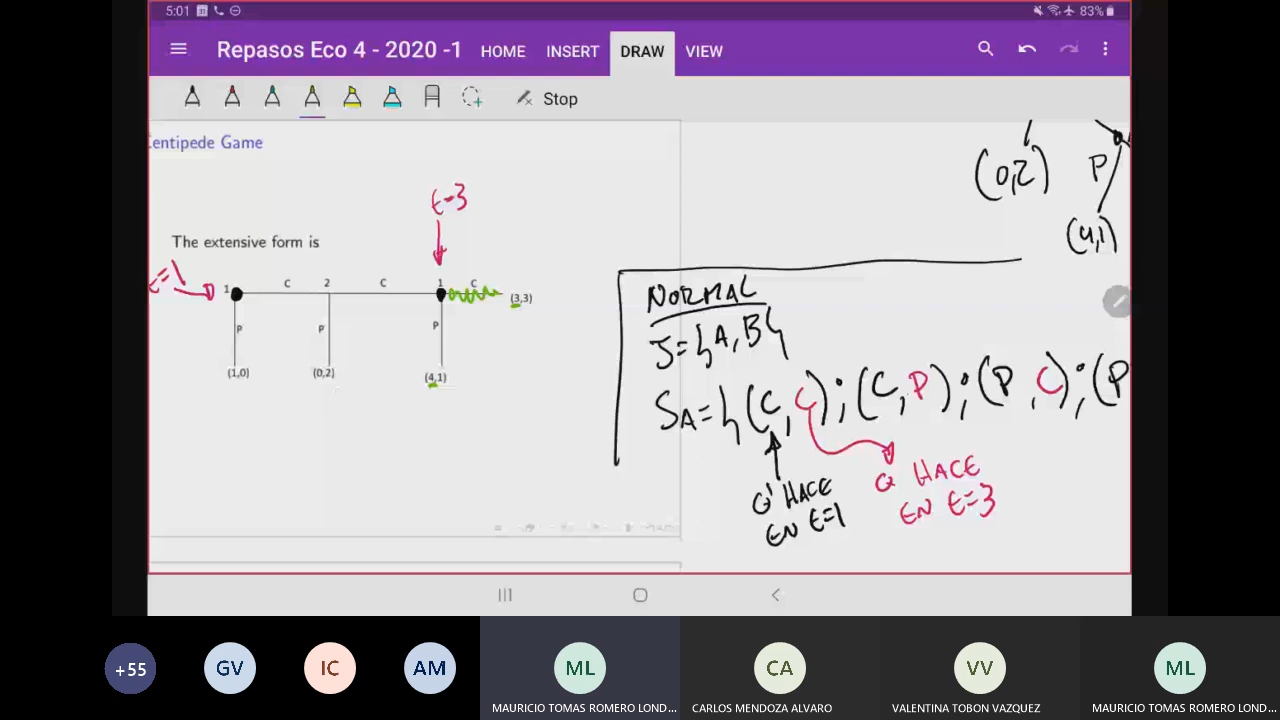 5:01
83%
Repasos Eco 4 - 2020 -1
HOME
INSERT
DRAW
VIEW
Stop
Centipede Game
The extensive form is
t=1
t=3
1
C
2
C
1
C
(3,3)
P
P
P
(1,0)
(0,2)
(4,1)
(0,2)
P
(4,1)
NORMAL
J={A, B}
SA={(C, C); (C, P); (P, C); (P
Q' HACE
EN t=1
Q HACE
EN t=3
+55
GV
IC
AM
ML
CA
VV
ML
MAURICIO TOMAS ROMERO LOND...
CARLOS MENDOZA ALVARO
VALENTINA TOBON VAZQUEZ
MAURICIO TOMAS ROMERO LOND...